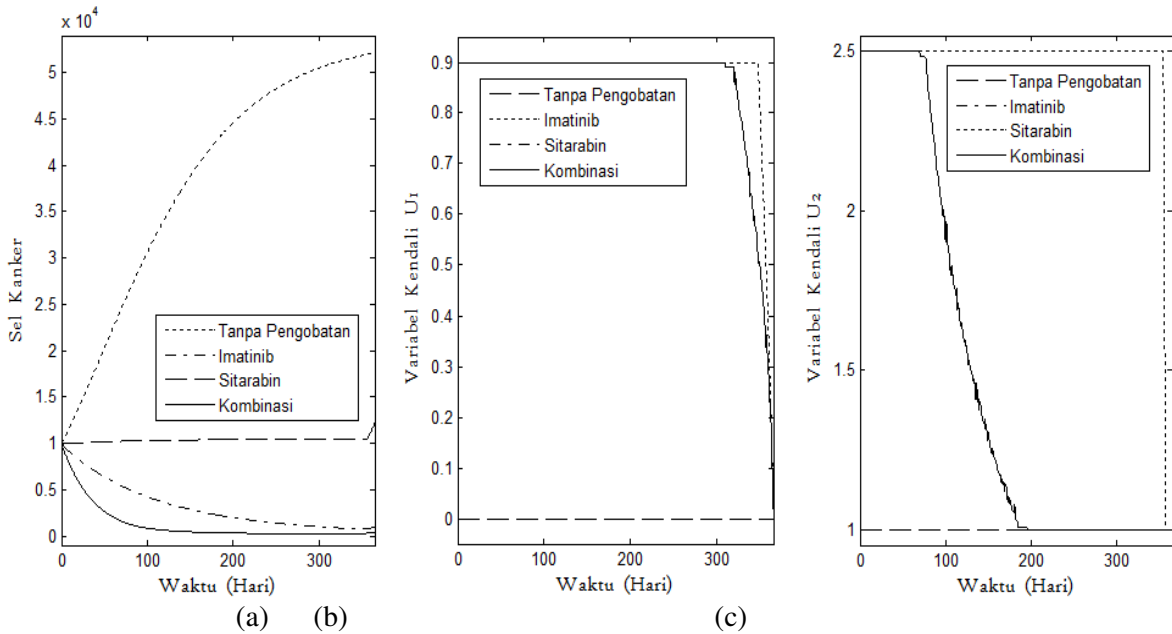 x 10⁴
5
4.5
4
3.5
3
2.5
2
1.5
1
0.5
0
Sel Kanker
Tanpa Pengobatan
Imatinib
Sitarabin
Kombinasi
0 100 200 300
Waktu (Hari)
0.9
0.8
0.7
0.6
0.5
0.4
0.3
0.2
0.1
0
Variabel Kendali U₁
Tanpa Pengobatan
Imatinib
Sitarabin
Kombinasi
0 100 200 300
Waktu (Hari)
2.5
2
1.5
1
Variabel Kendali U₂
Tanpa Pengobatan
Imatinib
Sitarabin
Kombinasi
0 100 200 300
Waktu (Hari)
(a) (b) (c)